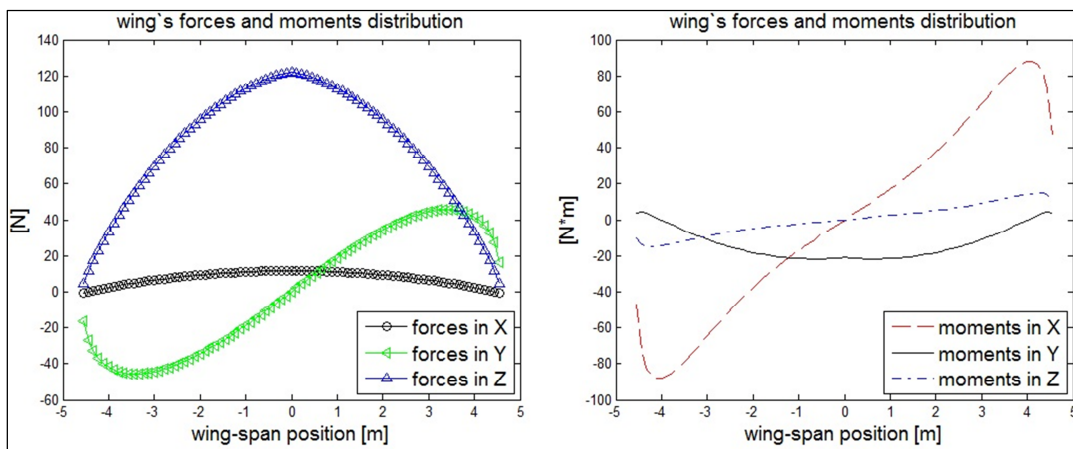 wing`s forces and moments distribution
140
120
100
80
60
40
20
0
-20
-40
-60
[N]
forces in X
forces in Y
forces in Z
-5 -4 -3 -2 -1 0 1 2 3 4 5
wing-span position [m]
wing`s forces and moments distribution
100
80
60
40
20
0
-20
-40
-60
-80
-100
[N*m]
moments in X
moments in Y
moments in Z
-5 -4 -3 -2 -1 0 1 2 3 4 5
wing-span position [m]